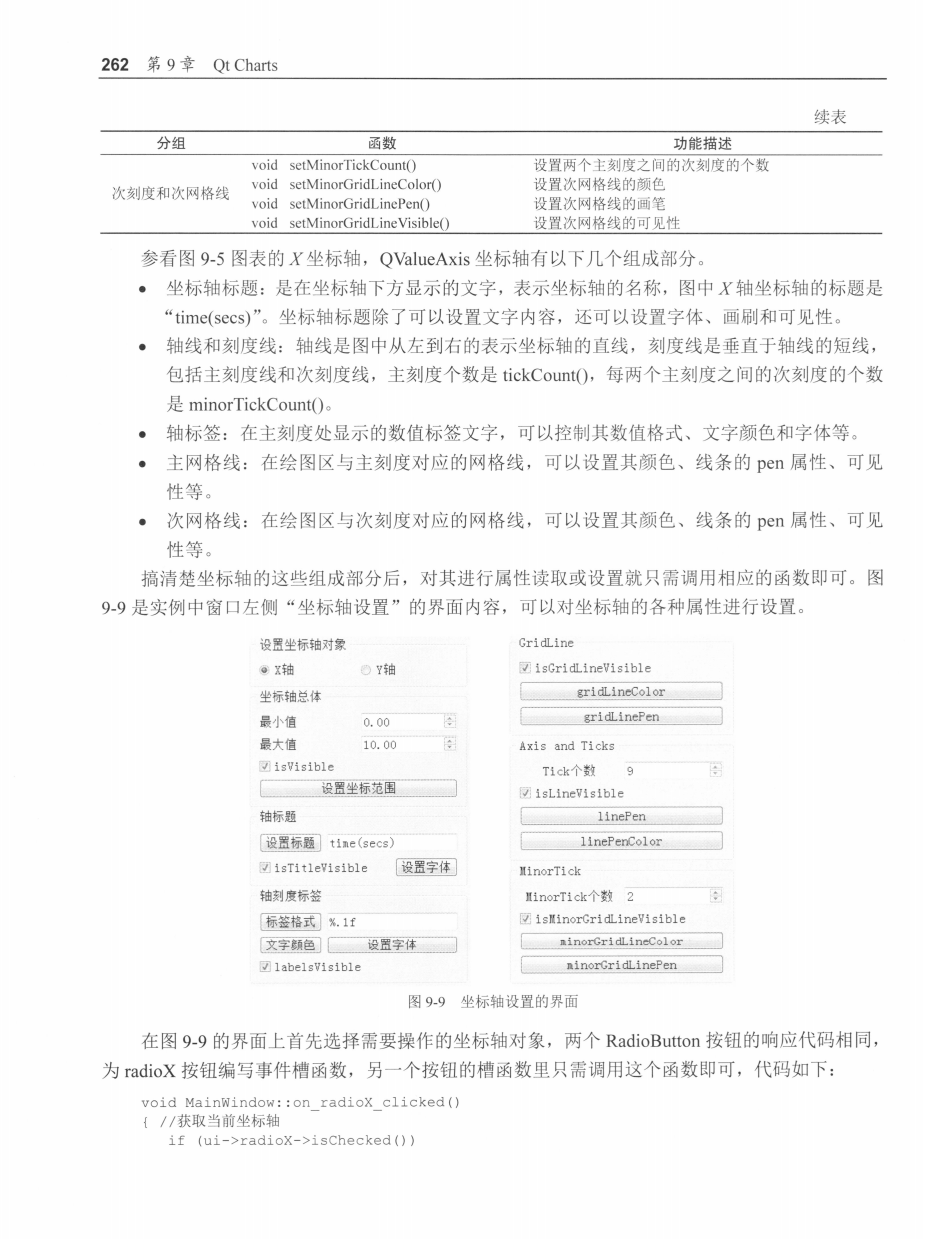 262 第 9 章 Qt Charts
续表
分组 函数 功能描述
次刻度和次网格线
void setMinorTickCount() 设置两个主刻度之间的次刻度的个数
void setMinorGridLineColor() 设置次网格线的颜色
void setMinorGridLinePen() 设置次网格线的画笔
void setMinorGridLineVisible() 设置次网格线的可见性
参看图 9-5 图表的 X 坐标轴，QValueAxis 坐标轴有以下几个组成部分。
● 坐标轴标题：是在坐标轴下方显示的文字，表示坐标轴的名称，图中 X 轴坐标轴的标题是
“time(secs)”。坐标轴标题除了可以设置文字内容，还可以设置字体、画刷和可见性。
● 轴线和刻度线：轴线是图中从左到右的表示坐标轴的直线，刻度线是垂直于轴线的短线，
包括主刻度线和次刻度线，主刻度个数是 tickCount()，每两个主刻度之间的次刻度的个数
是 minorTickCount()。
● 轴标签：在主刻度处显示的数值标签文字，可以控制其数值格式、文字颜色和字体等。
● 主网格线：在绘图区与主刻度对应的网格线，可以设置其颜色、线条的 pen 属性、可见
性等。
● 次网格线：在绘图区与次刻度对应的网格线，可以设置其颜色、线条的 pen 属性、可见
性等。
搞清楚坐标轴的这些组成部分后，对其进行属性读取或设置就只需调用相应的函数即可。图
9-9 是实例中窗口左侧“坐标轴设置”的界面内容，可以对坐标轴的各种属性进行设置。
设置坐标轴对象
X轴 Y轴
坐标轴总体
最小值 0.00
最大值 10.00
isVisible
设置坐标范围
轴标题
设置标题 time(secs)
isTitleVisible 设置字体
轴刻度标签
标签格式 %.1f
文字颜色 设置字体
labelsVisible
GridLine
isGridLineVisible
gridLineColor
gridLinePen
Axis and Ticks
Tick个数 9
isLineVisible
linePen
linePenColor
MinorTick
MinorTick个数 2
isMinorGridLineVisible
minorGridLineColor
minorGridLinePen
图 9-9 坐标轴设置的界面
在图 9-9 的界面上首先选择需要操作的坐标轴对象，两个 RadioButton 按钮的响应代码相同，
为 radioX 按钮编写事件槽函数，另一个按钮的槽函数里只需调用这个函数即可，代码如下：
void MainWindow::on_radioX_clicked()
{ //获取当前坐标轴
if (ui->radioX->isChecked())